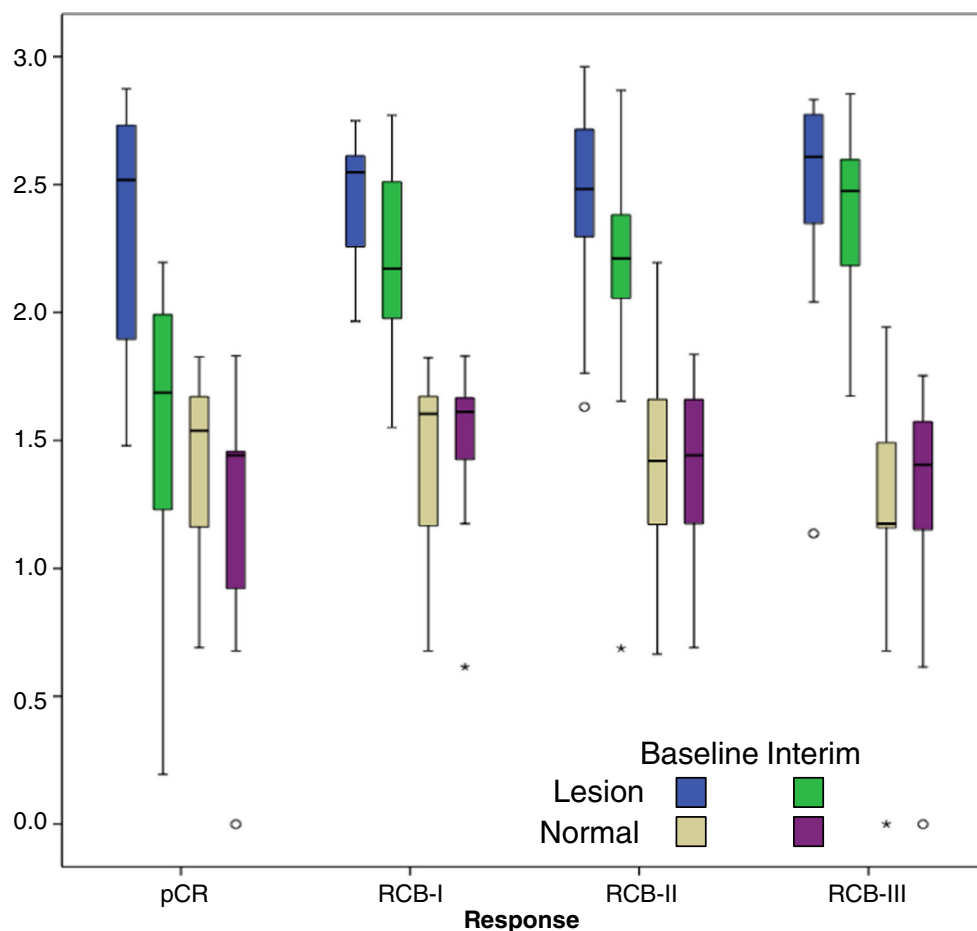 3.0
2.5
2.0
1.5
1.0
0.5
0.0
Baseline Interim
Lesion
Normal
pCR RCB-I RCB-II RCB-III
Response